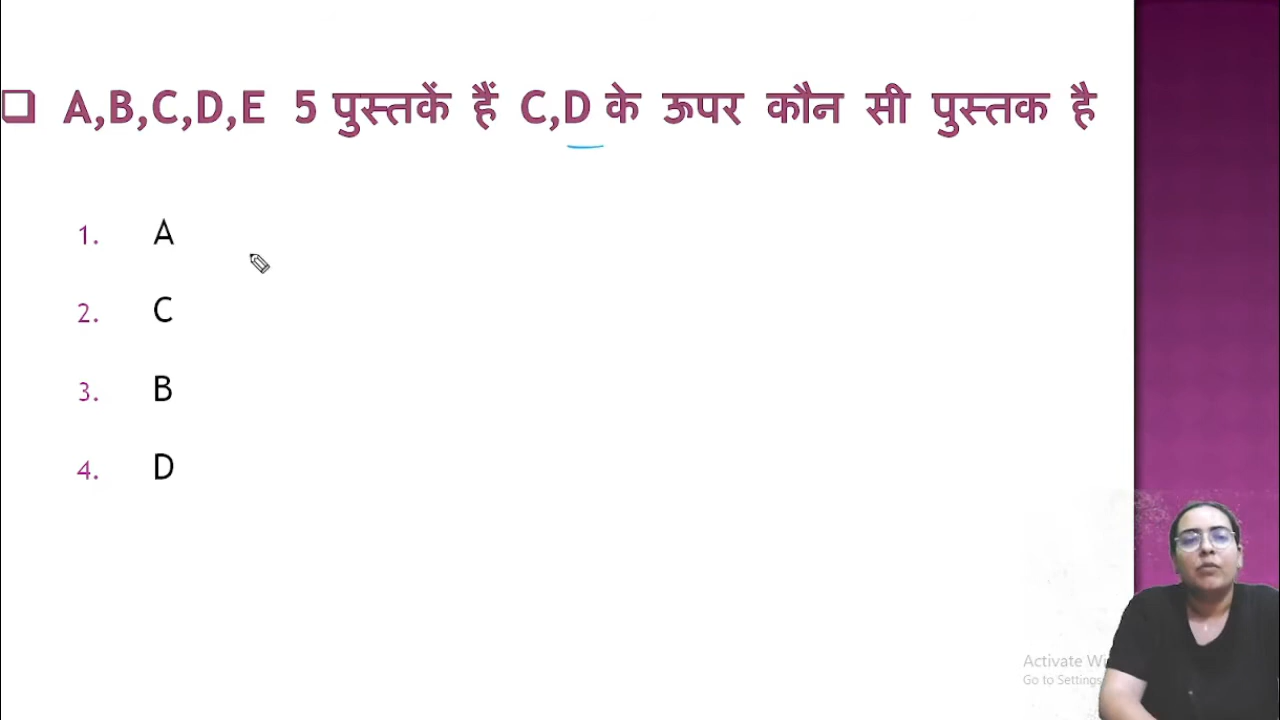 ❑ A,B,C,D,E 5 पुस्तकें हैं C,D के ऊपर कौन सी पुस्तक है
1. A
2. C
3. B
4. D
Activate Wi
Go to Settings